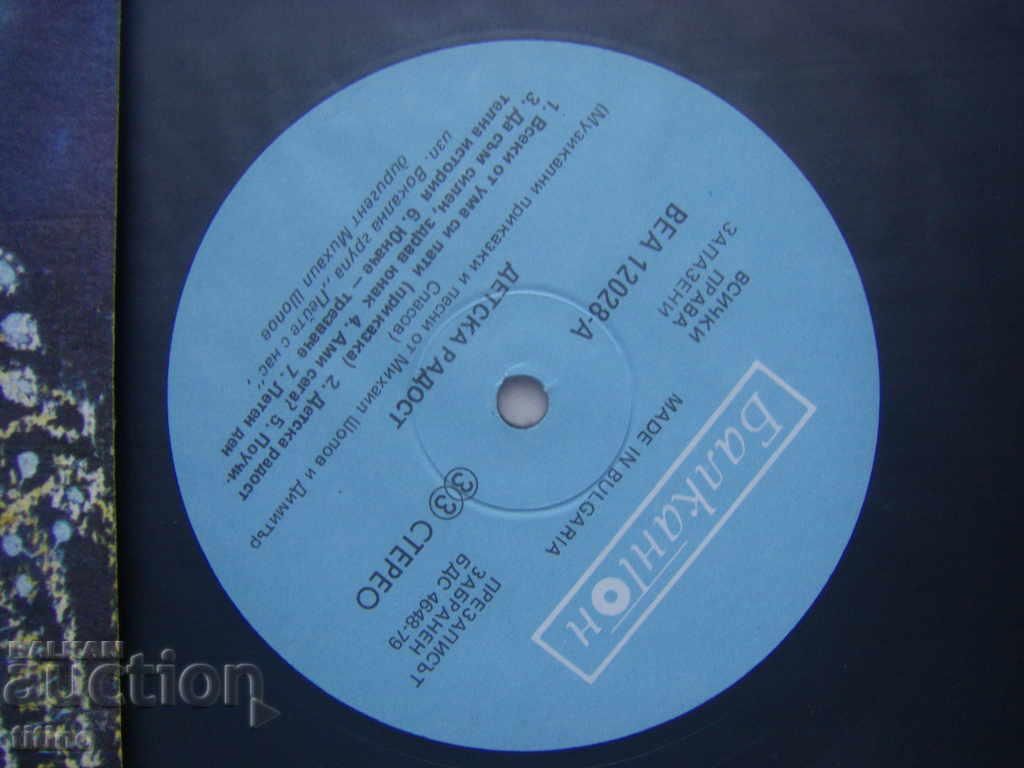 Балкантон
MADE IN BULGARIA
ВСИЧКИ
ПРАВА
ЗАПАЗЕНИ
ПРЕЗАПИСЪТ
ЗАБРАНЕН
БДС 4648-79
ВЕА 12028-А
33 СТЕРЕО
ДЕТСКА РАДОСТ
(Музикални приказки и песни от Михаил Шопов и Димитър
Спасов)
1. Всеки от ума си пати (приказка) 2. Детска радост
3. Да съм силен, здрав юнак 4. Ами сега? 5. Поучи-
телна история 6. Юначе – трезваче 7. Летен ден
изп. Вокална група „Пейте с нас",
диригент Михаил Шопов
BALKAN
auction
titino